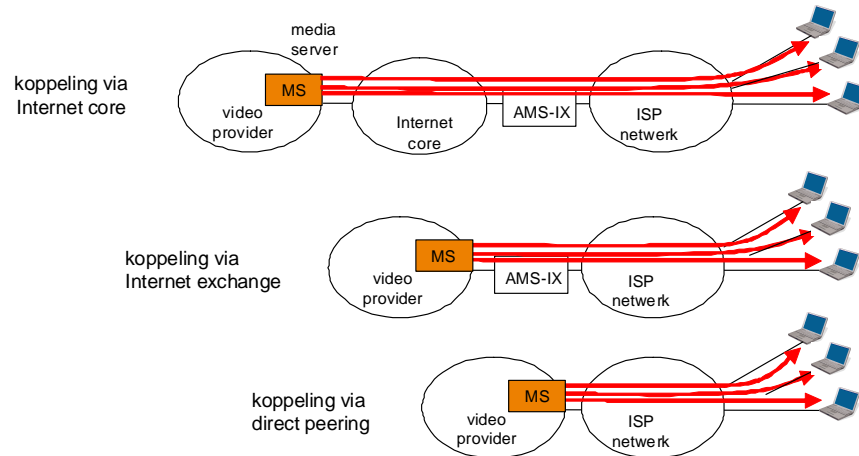 media
server
koppeling via
Internet core
MS
video
provider
Internet
core
AMS-IX
ISP
netwerk
koppeling via
Internet exchange
MS
video
provider
AMS-IX
ISP
netwerk
koppeling via
direct peering
MS
video
provider
ISP
netwerk